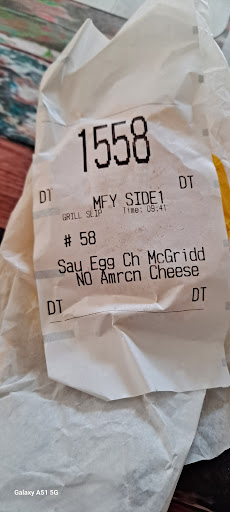 1558
DT DT
MFY SIDE1
GRILL SLIP Time: 09:41
# 58
Sau Egg Ch McGridd
NO Amrcn Cheese
DT DT
Galaxy A51 5G